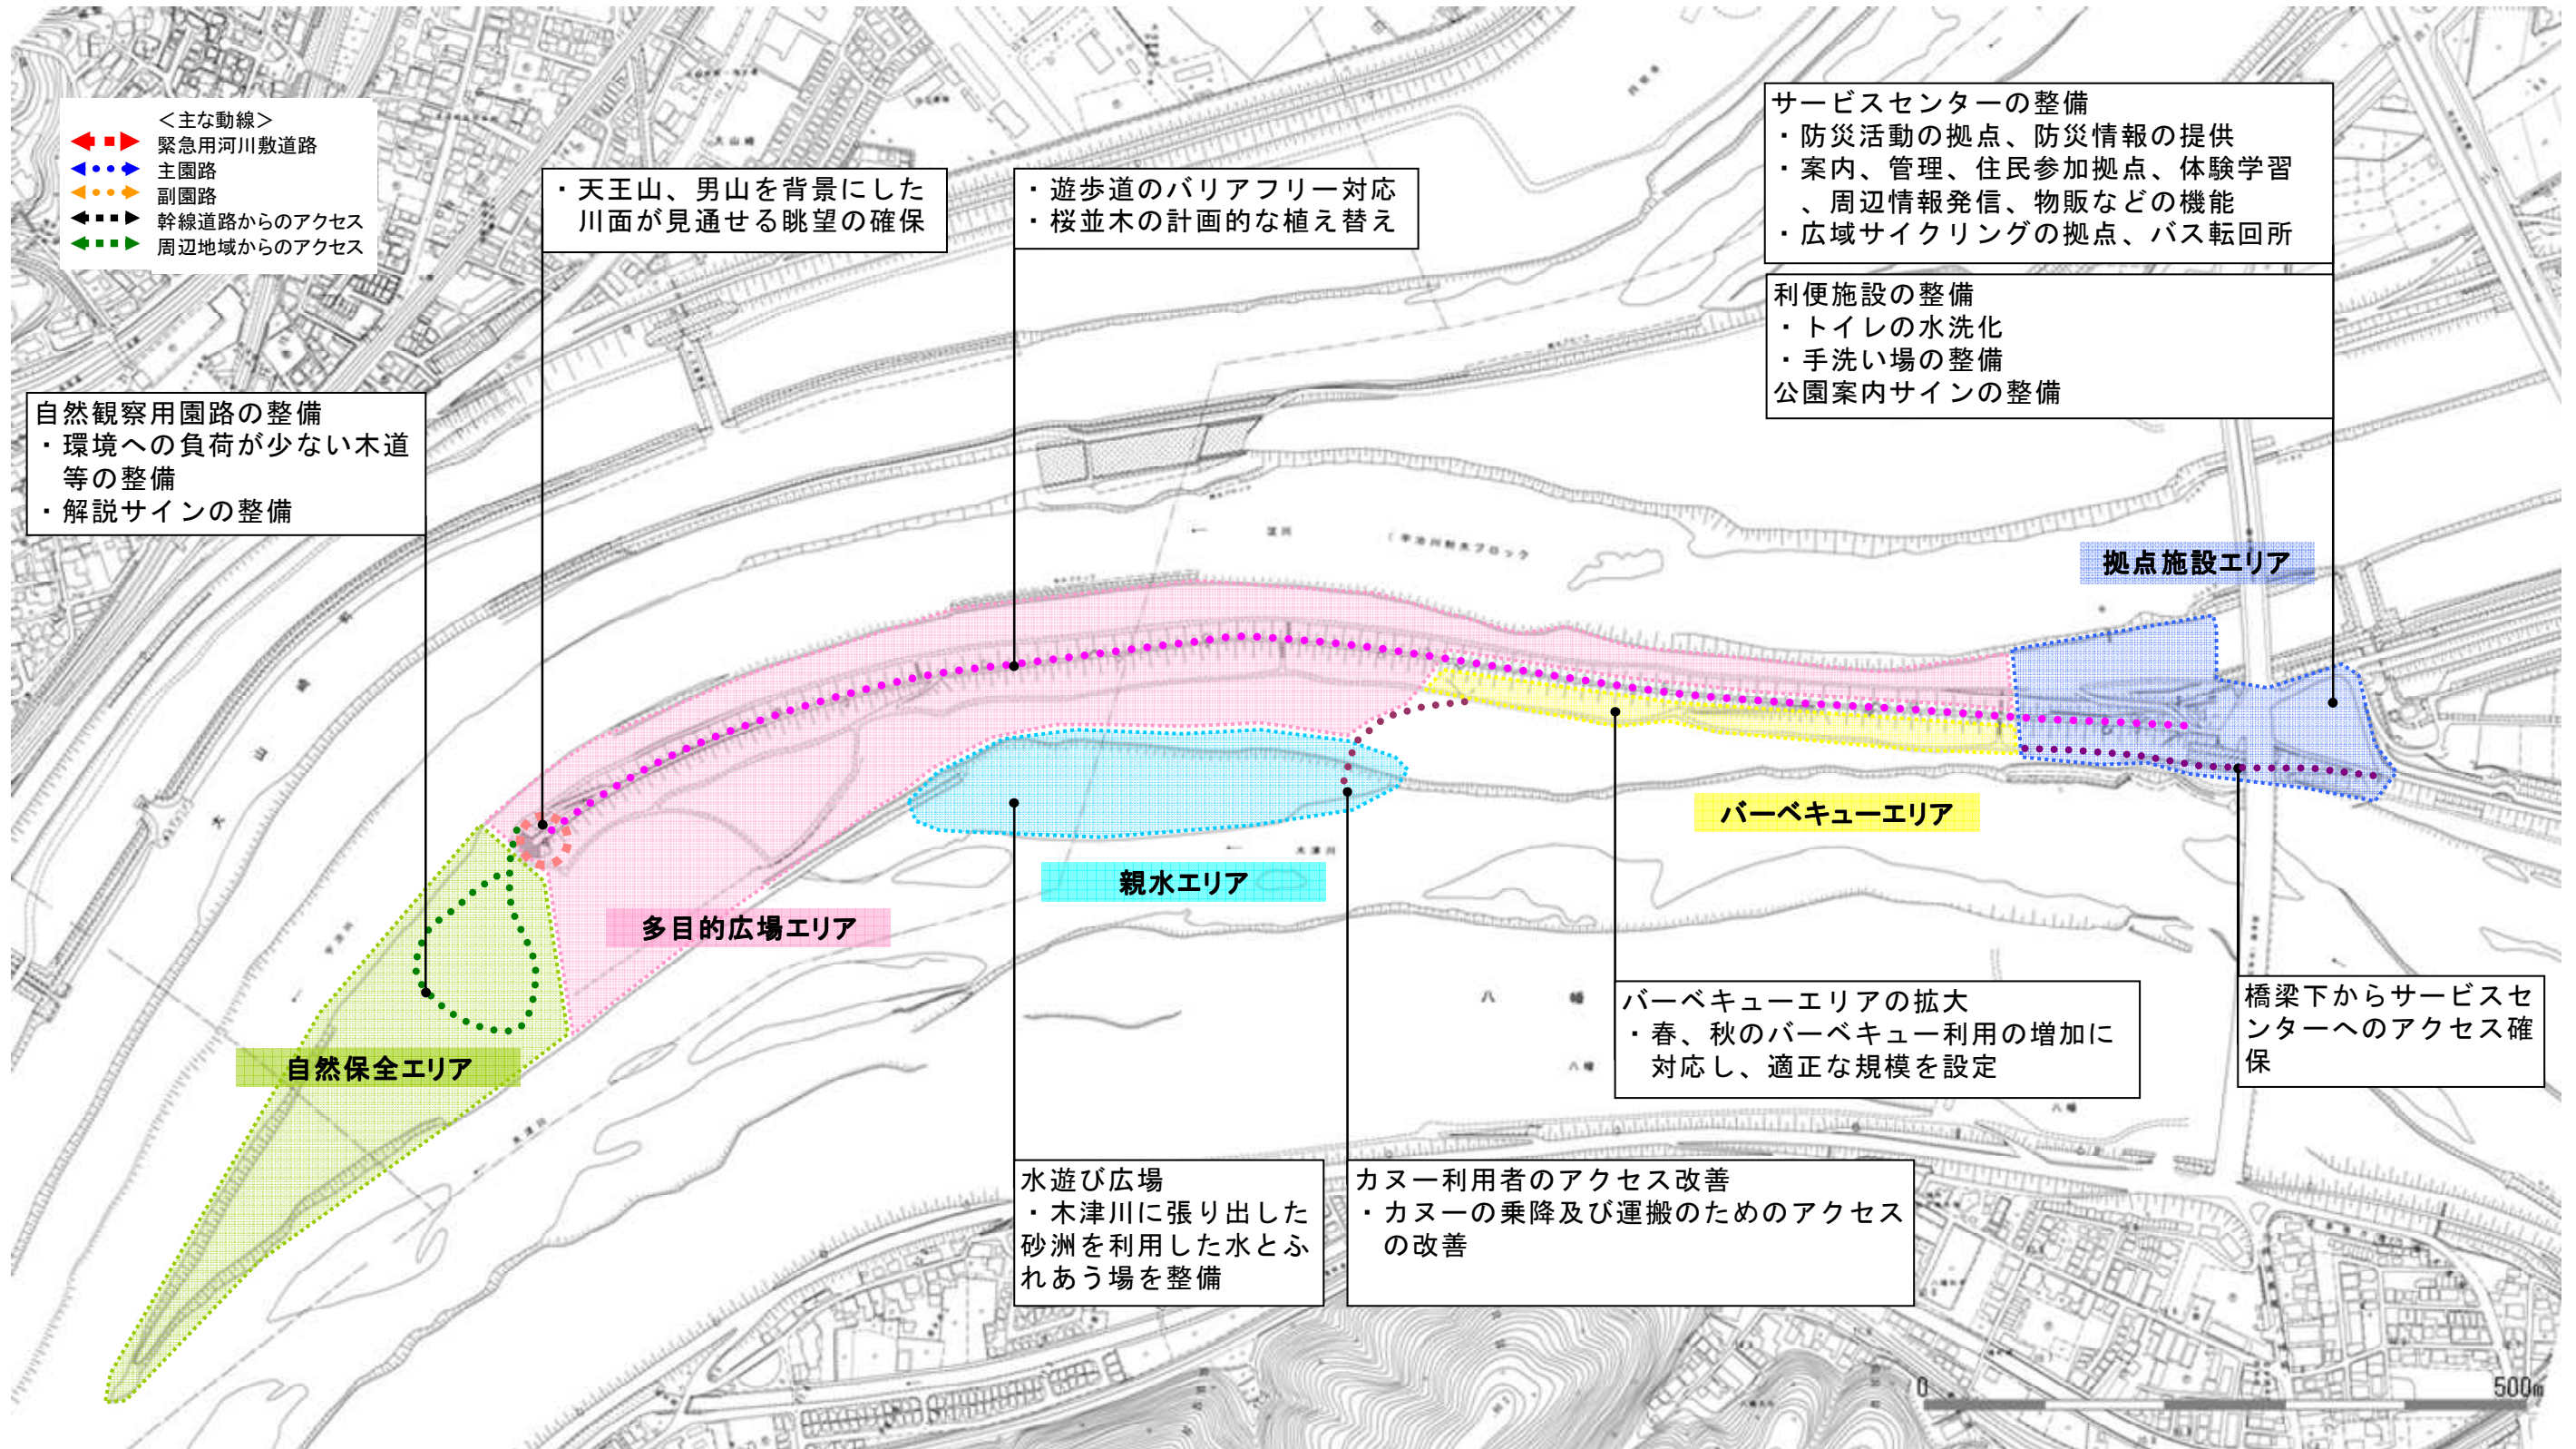 ＜主な動線＞
緊急用河川敷道路
主園路
副園路
幹線道路からのアクセス
周辺地域からのアクセス
・天王山、男山を背景にした
川面が見通せる眺望の確保
・遊歩道のバリアフリー対応
・桜並木の計画的な植え替え
サービスセンターの整備
・防災活動の拠点、防災情報の提供
・案内、管理、住民参加拠点、体験学習
、周辺情報発信、物販などの機能
・広域サイクリングの拠点、バス転回所
利便施設の整備
・トイレの水洗化
・手洗い場の整備
公園案内サインの整備
自然観察用園路の整備
・環境への負荷が少ない木道
等の整備
・解説サインの整備
拠点施設エリア
バーベキューエリア
親水エリア
多目的広場エリア
自然保全エリア
木津川
八幡
八幡
八幡
木津川
バーベキューエリアの拡大
・春、秋のバーベキュー利用の増加に
対応し、適正な規模を設定
橋梁下からサービスセ
ンターへのアクセス確
保
水遊び広場
・木津川に張り出した
砂洲を利用した水とふ
れあう場を整備
カヌー利用者のアクセス改善
・カヌーの乗降及び運搬のためのアクセス
の改善
0 500m